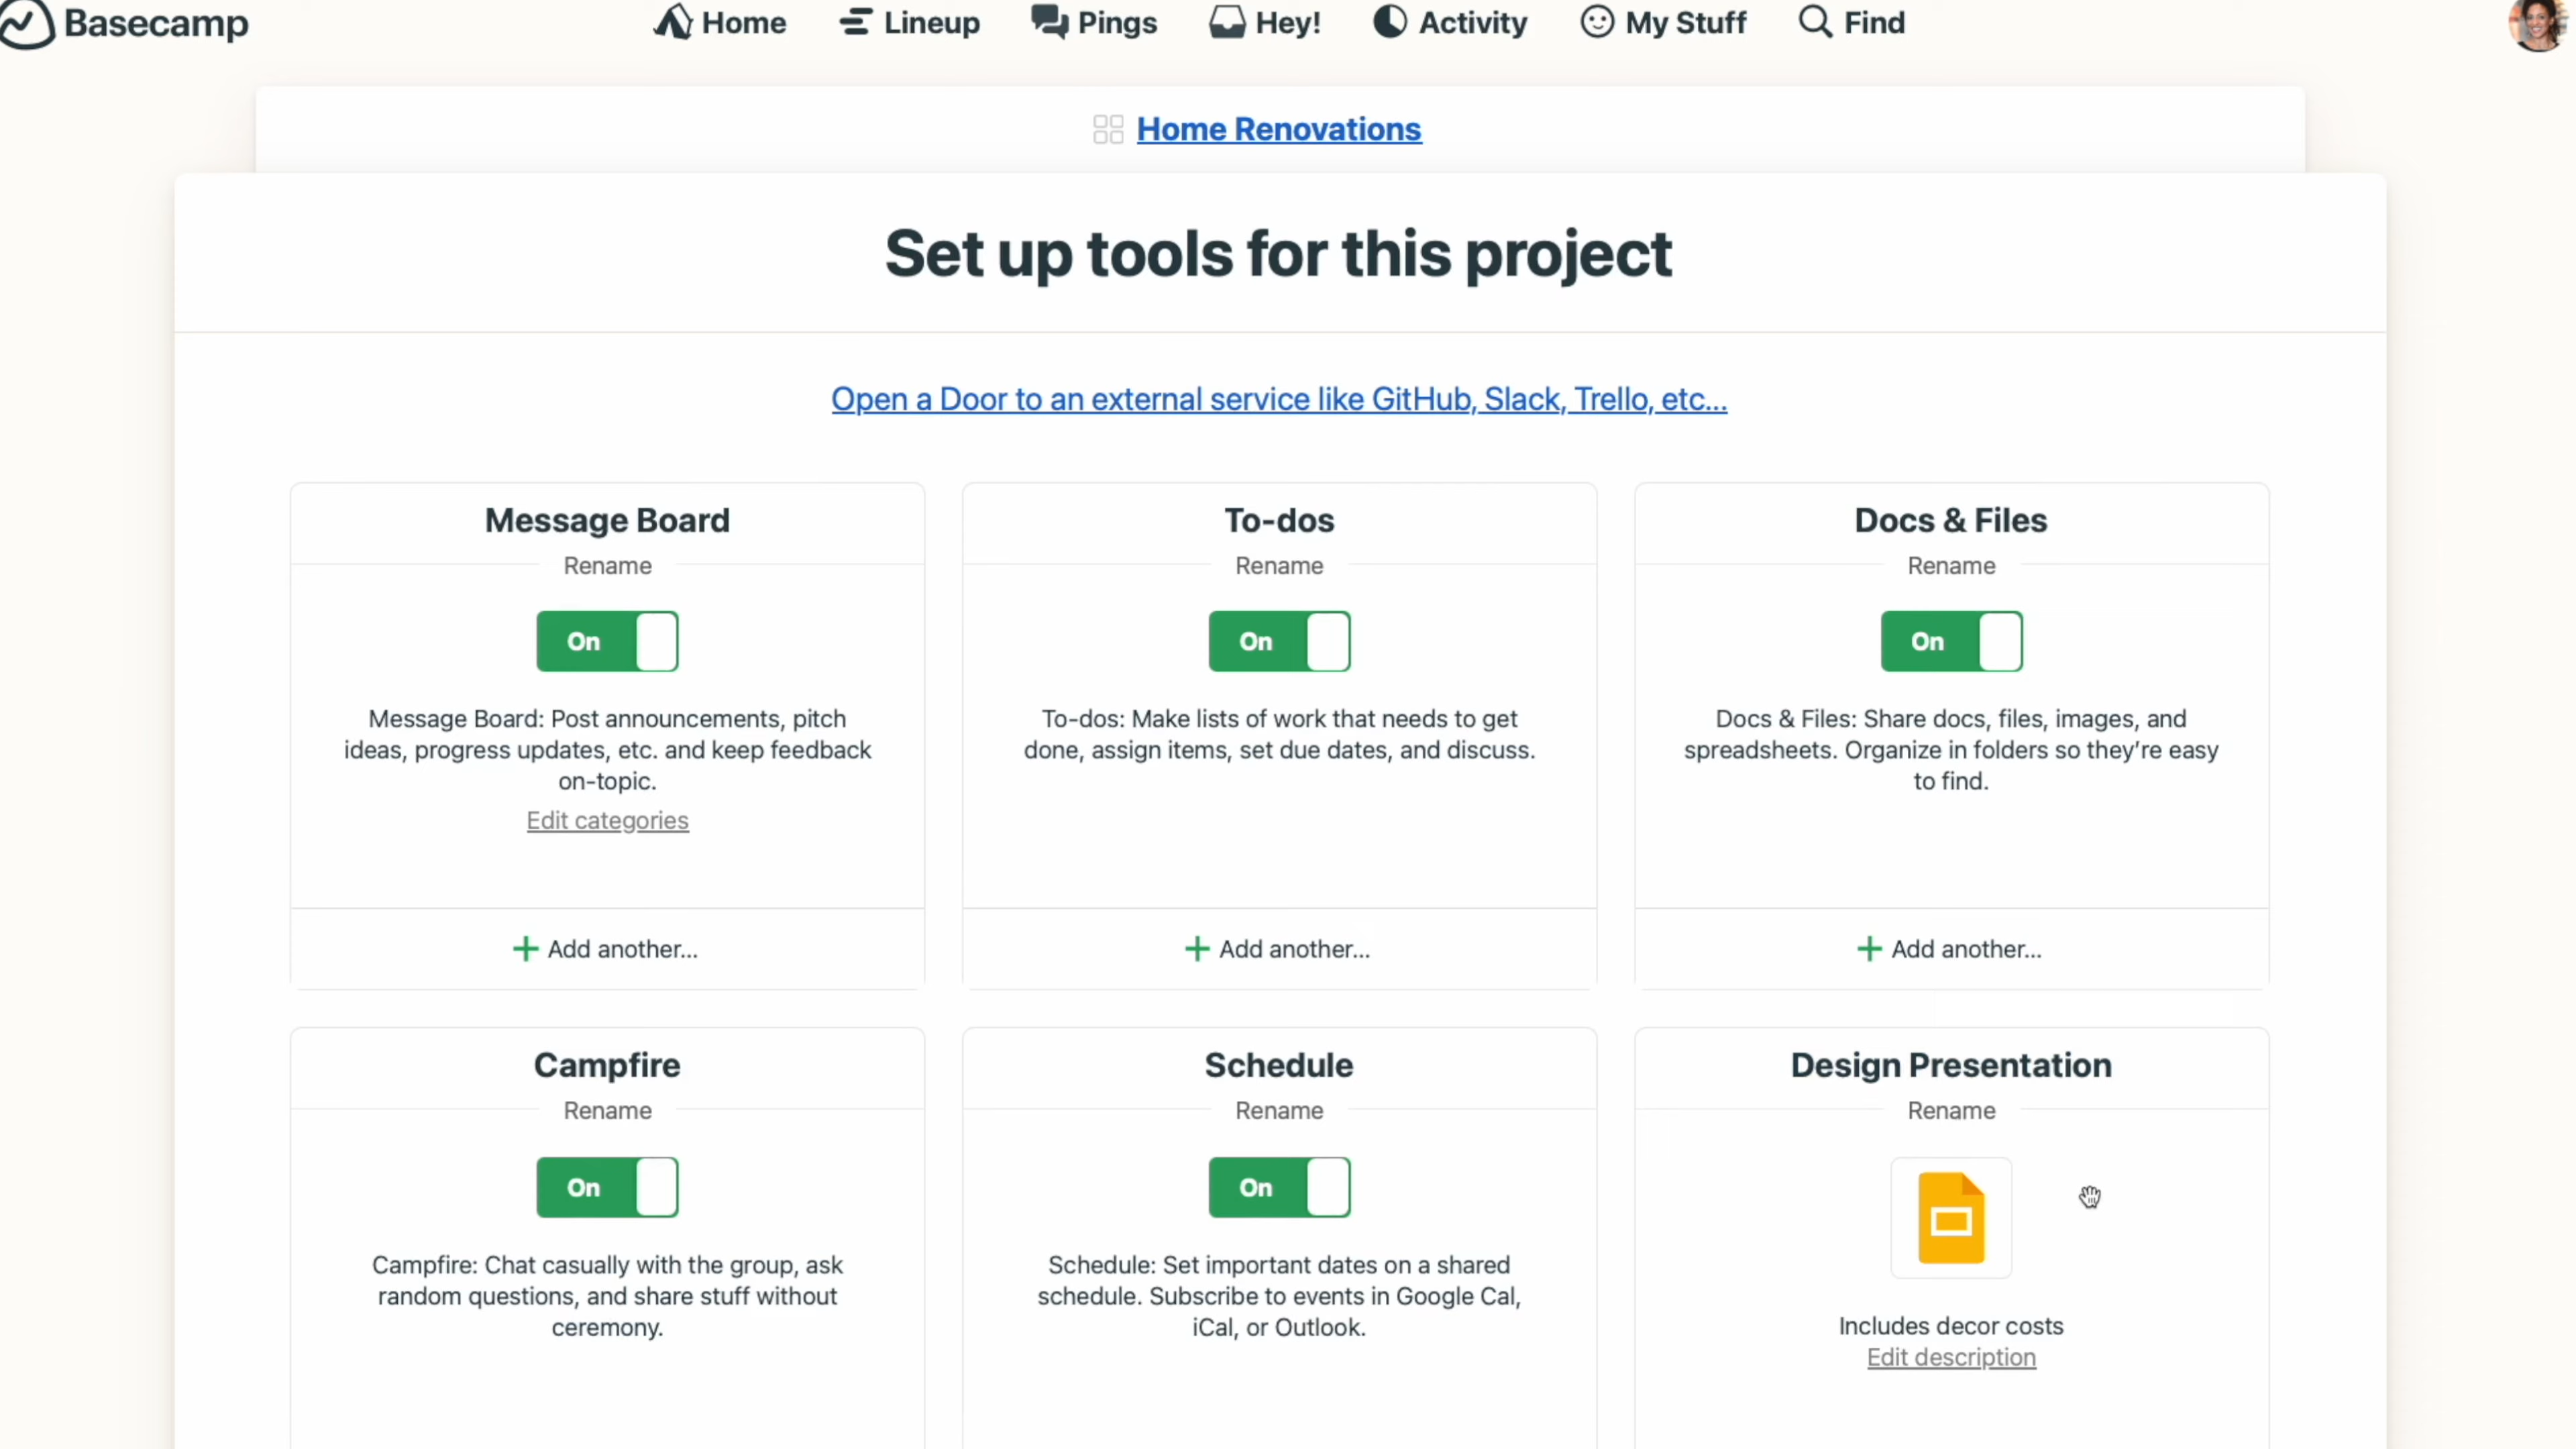 Basecamp
Home
Lineup
Pings
Hey!
Activity
My Stuff
Find
Home Renovations
Set up tools for this project
Open a Door to an external service like GitHub, Slack, Trello, etc...
Message Board
Rename
On
Message Board: Post announcements, pitch
ideas, progress updates, etc. and keep feedback
on-topic.
Edit categories
+ Add another...
To-dos
Rename
On
To-dos: Make lists of work that needs to get
done, assign items, set due dates, and discuss.
+ Add another...
Docs & Files
Rename
On
Docs & Files: Share docs, files, images, and
spreadsheets. Organize in folders so they’re easy
to find.
+ Add another...
Campfire
Rename
On
Campfire: Chat casually with the group, ask
random questions, and share stuff without
ceremony.
Schedule
Rename
On
Schedule: Set important dates on a shared
schedule. Subscribe to events in Google Cal,
iCal, or Outlook.
Design Presentation
Rename
Includes decor costs
Edit description